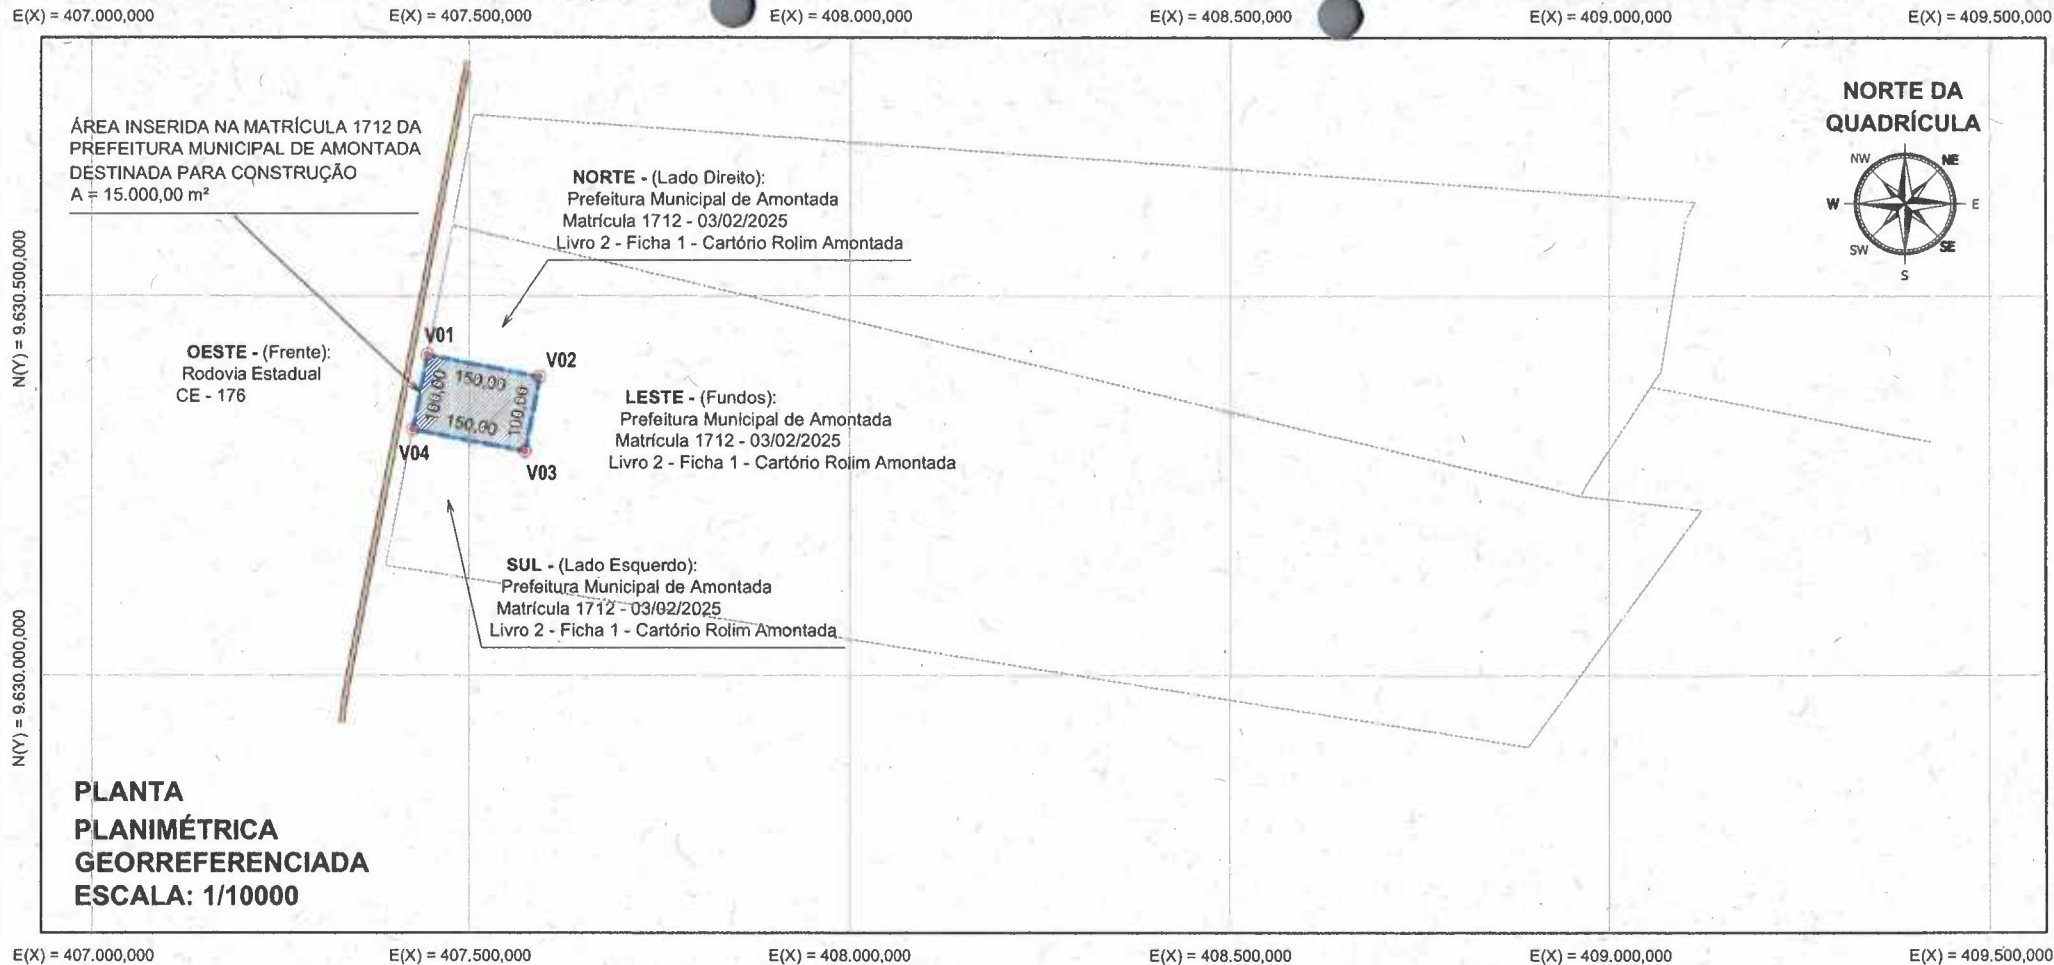 E(X) = 407.000,000
E(X) = 407.500,000
E(X) = 408.000,000
E(X) = 408.500,000
E(X) = 409.000,000
E(X) = 409.500,000
NORTE DA
QUADRÍCULA
NW
NE
W
E
SW
SE
S
ÁREA INSERIDA NA MATRÍCULA 1712 DA
PREFEITURA MUNICIPAL DE AMONTADA
DESTINADA PARA CONSTRUÇÃO
A = 15.000,00 m²
NORTE - (Lado Direito):
Prefeitura Municipal de Amontada
Matrícula 1712 - 03/02/2025
Livro 2 - Ficha 1 - Cartório Rolim Amontada
N(Y) = 9.630.500,000
OESTE - (Frente):
Rodovia Estadual
CE - 176
V01
V02
150,00
100,00
100,00
150,00
V04
V03
LESTE - (Fundos):
Prefeitura Municipal de Amontada
Matrícula 1712 - 03/02/2025
Livro 2 - Ficha 1 - Cartório Rolim Amontada
SUL - (Lado Esquerdo):
Prefeitura Municipal de Amontada
Matrícula 1712 - 03/02/2025
Livro 2 - Ficha 1 - Cartório Rolim Amontada
N(Y) = 9.630.000,000
PLANTA
PLANIMÉTRICA
GEORREFERENCIADA
ESCALA: 1/10000
E(X) = 407.000,000
E(X) = 407.500,000
E(X) = 408.000,000
E(X) = 408.500,000
E(X) = 409.000,000
E(X) = 409.500,000